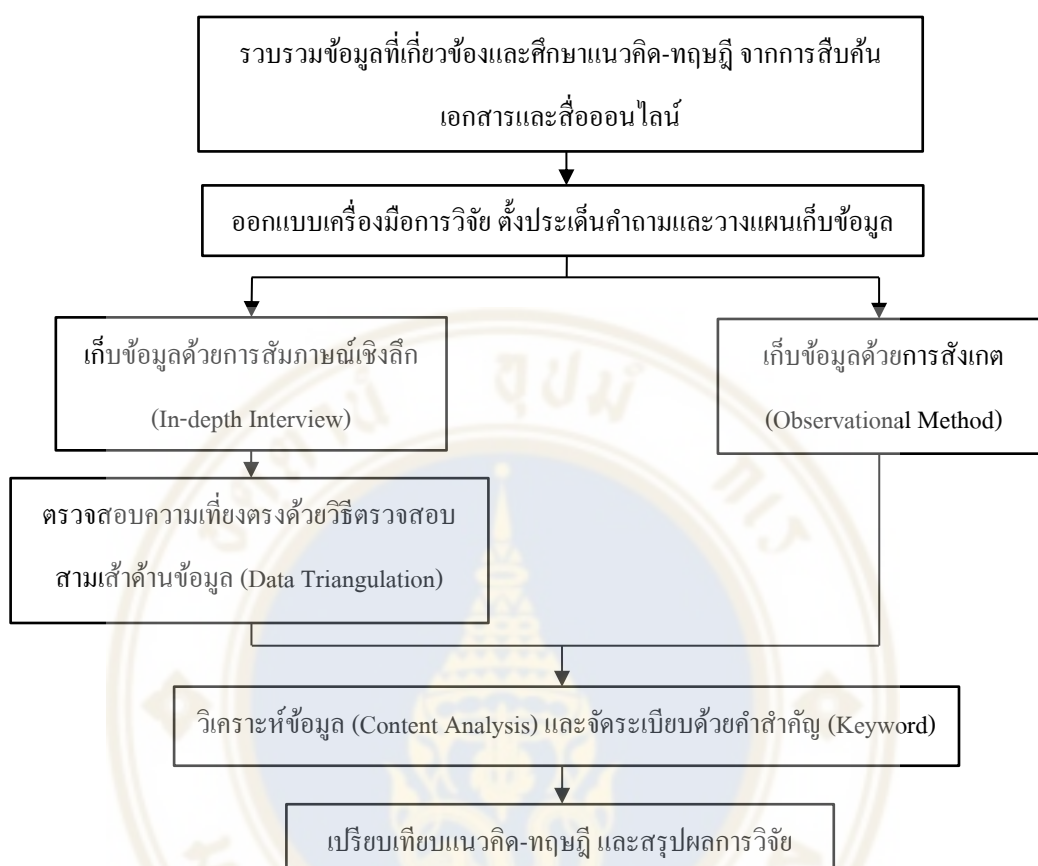 รวบรวมข้อมูลที่เกี่ยวข้องและศึกษาแนวคิด-ทฤษฎี จากการสืบค้น
เอกสารและสื่อออนไลน์
ออกแบบเครื่องมือการวิจัย ตั้งประเด็นคำถามและวางแผนเก็บข้อมูล
เก็บข้อมูลด้วยการสัมภาษณ์เชิงลึก
(In-depth Interview)
เก็บข้อมูลด้วยการสังเกต
(Observational Method)
ตรวจสอบความเที่ยงตรงด้วยวิธีตรวจสอบ
สามเส้าด้านข้อมูล (Data Triangulation)
วิเคราะห์ข้อมูล (Content Analysis) และจัดระเบียบด้วยคำสำคัญ (Keyword)
เปรียบเทียบแนวคิด-ทฤษฎี และสรุปผลการวิจัย